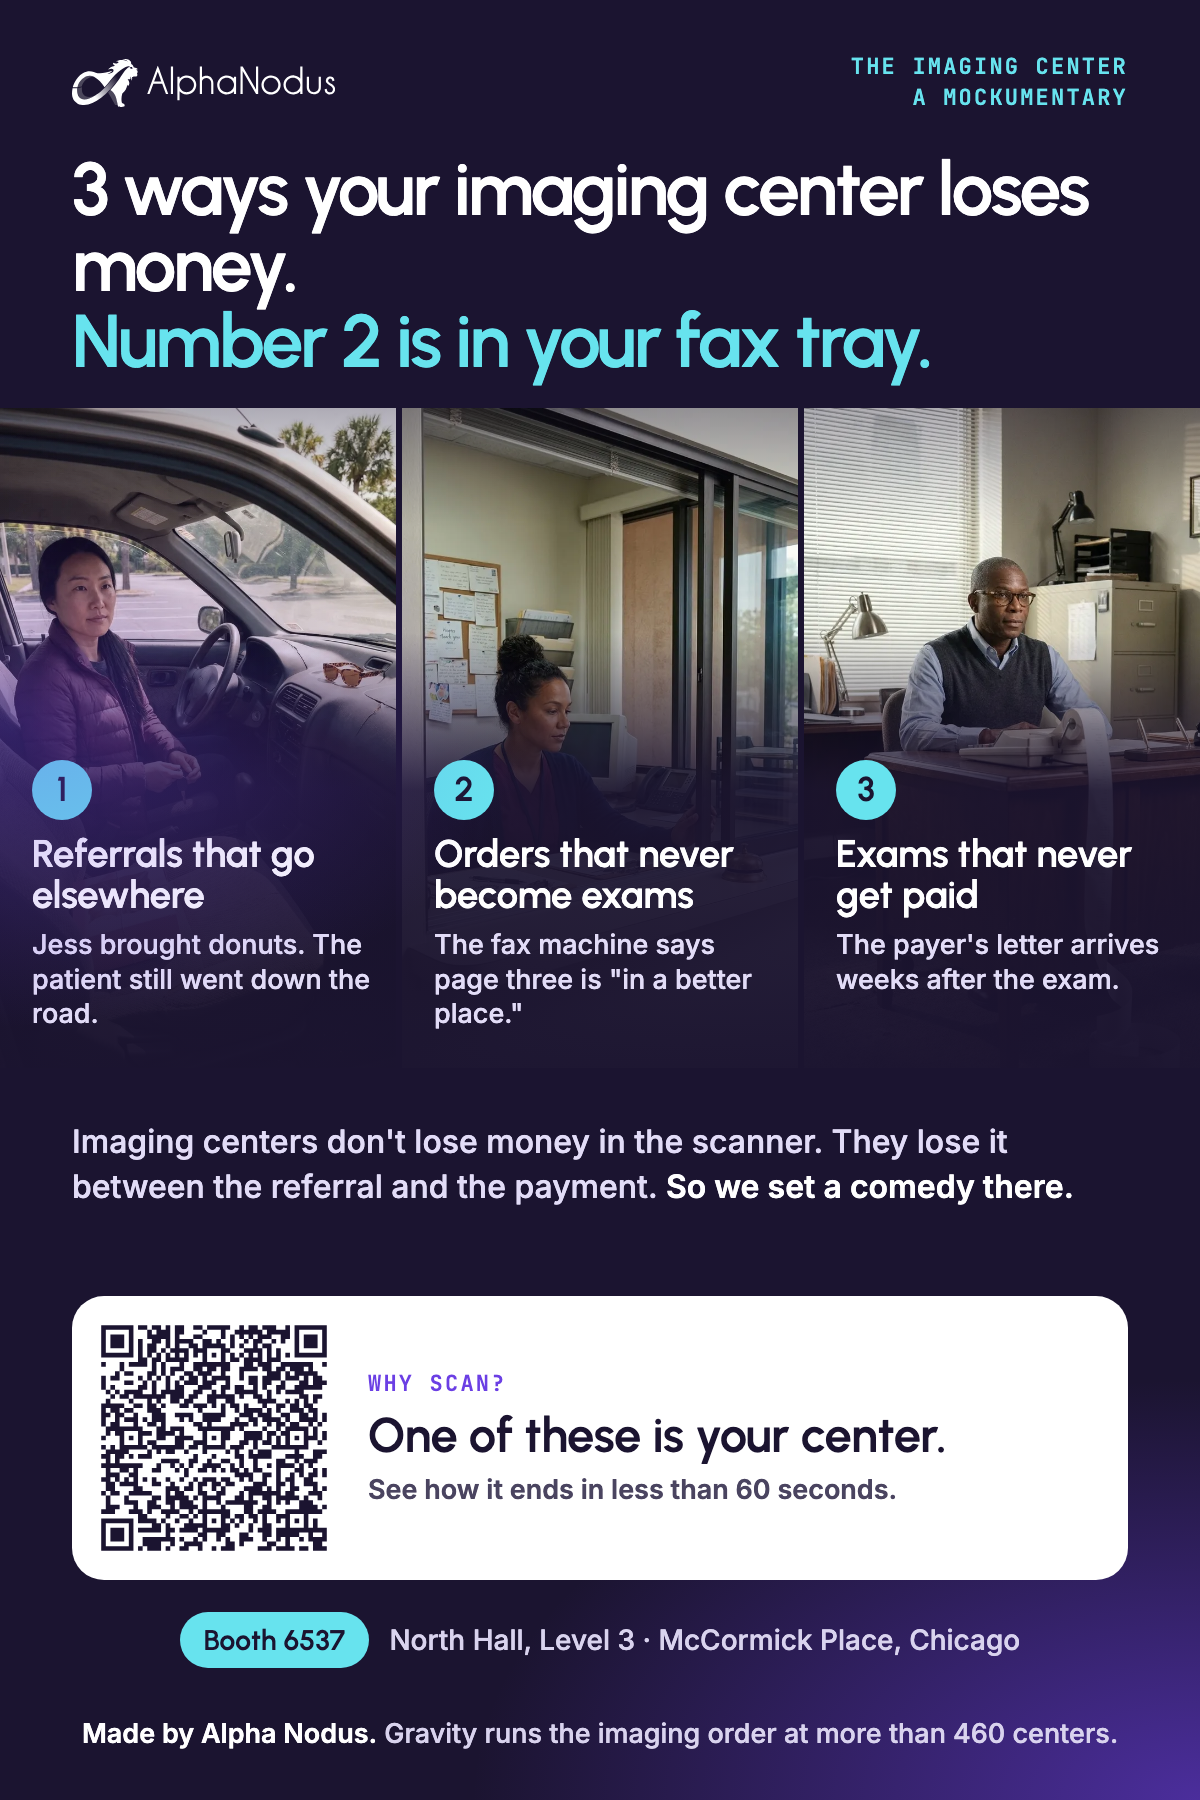 AlphaNodus
THE IMAGING CENTER
A MOCKUMENTARY
3 ways your imaging center loses
money.
Number 2 is in your fax tray.
1
Referrals that go
elsewhere
Jess brought donuts. The
patient still went down the
road.
2
Orders that never
become exams
The fax machine says
page three is "in a better
place."
3
Exams that never
get paid
The payer's letter arrives
weeks after the exam.
Imaging centers don't lose money in the scanner. They lose it
between the referral and the payment. So we set a comedy there.
WHY SCAN?
One of these is your center.
See how it ends in less than 60 seconds.
Booth 6537
North Hall, Level 3 · McCormick Place, Chicago
Made by Alpha Nodus. Gravity runs the imaging order at more than 460 centers.